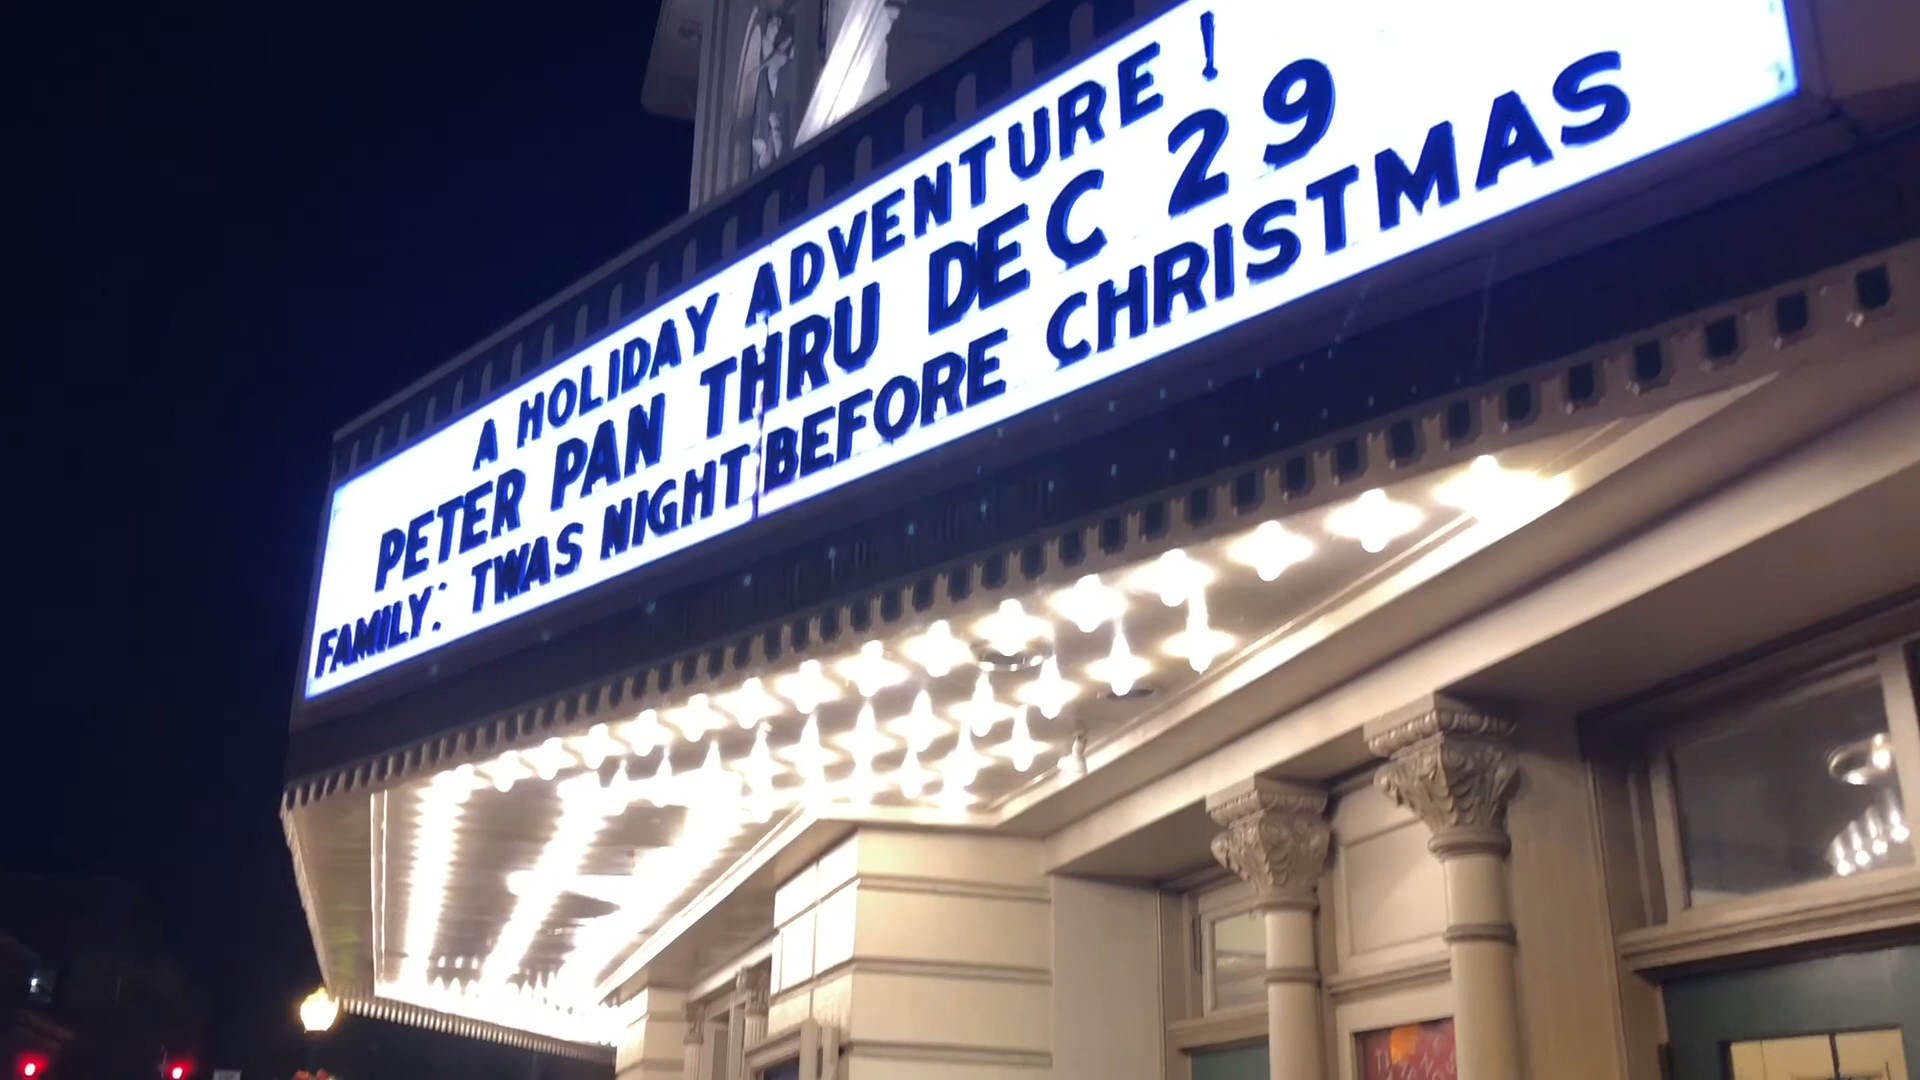 A HOLIDAY ADVENTURE!
PETER PAN THRU DEC 29
FAMILY: TWAS NIGHT BEFORE CHRISTMAS